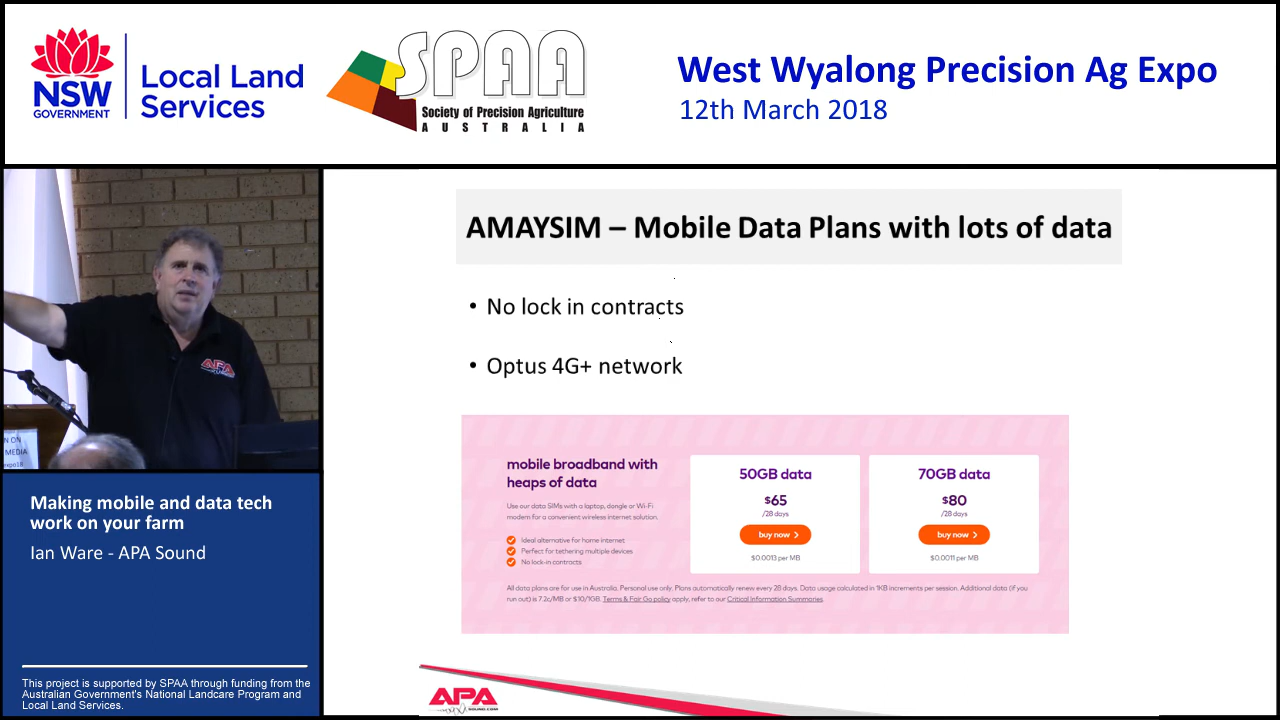 NSW
GOVERNMENT
Local Land
Services
SPAA
Society of Precision Agriculture
AUSTRALIA
West Wyalong Precision Ag Expo
12th March 2018
APA
N ON
MEDIA
Making mobile and data tech
work on your farm
Ian Ware - APA Sound
This project is supported by SPAA through funding from the
Australian Government's National Landcare Program and
Local Land Services.
AMAYSIM – Mobile Data Plans with lots of data
• No lock in contracts
• Optus 4G+ network
mobile broadband with
heaps of data
Use our data SIMs with a laptop, dongle or Wi-Fi
modem for a convenient wireless internet solution.
Ideal alternative for home internet
Perfect for tethering multiple devices
No lock-in contracts
50GB data
$65
/28 days
buy now >
$0.0013 per MB
70GB data
$80
/28 days
buy now >
$0.0011 per MB
All data plans are for use in Australia. Personal use only. Plans automatically renew every 28 days. Data usage calculated in 1KB increments per session. Additional data (if you
run out) is 7.2c/MB or $10/1GB. Terms & Fair Go policy apply, refer to our Critical Information Summaries.
APA
SOUND.COM